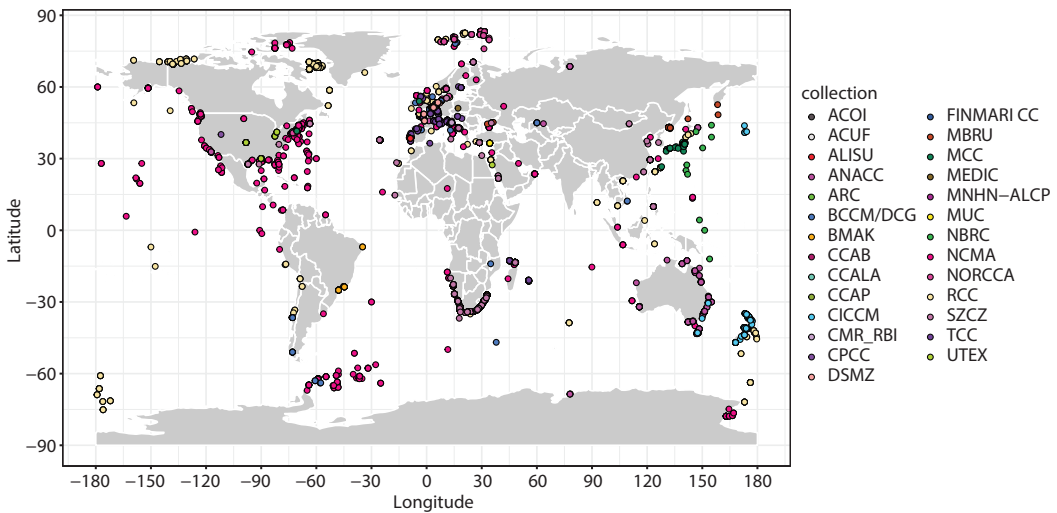 90
60
30
0
−30
−60
−90
Latitude
−180 −150 −120 −90 −60 −30 0 30 60 90 120 150 180
Longitude
collection
ACOI
ACUF
ALISU
ANACC
ARC
BCCM/DCG
BMAK
CCAB
CCALA
CCAP
CICCM
CMR_RBI
CPCC
DSMZ
FINMARI CC
MBRU
MCC
MEDIC
MNHN−ALCP
MUC
NBRC
NCMA
NORCCA
RCC
SZCZ
TCC
UTEX